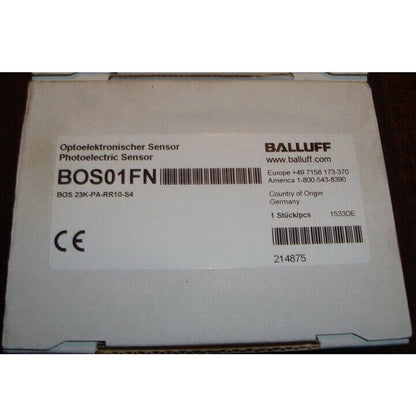 Optoelektronischer Sensor
Photoelectric Sensor
BOS01FN
BOS 23K-PA-RR10-S4
CE
BALLUFF
www.balluff.com
Europe +49 7158 173-370
America 1-800-543-8390
Country of Origin
Germany
1 Stück/pcs 1533DE
214875